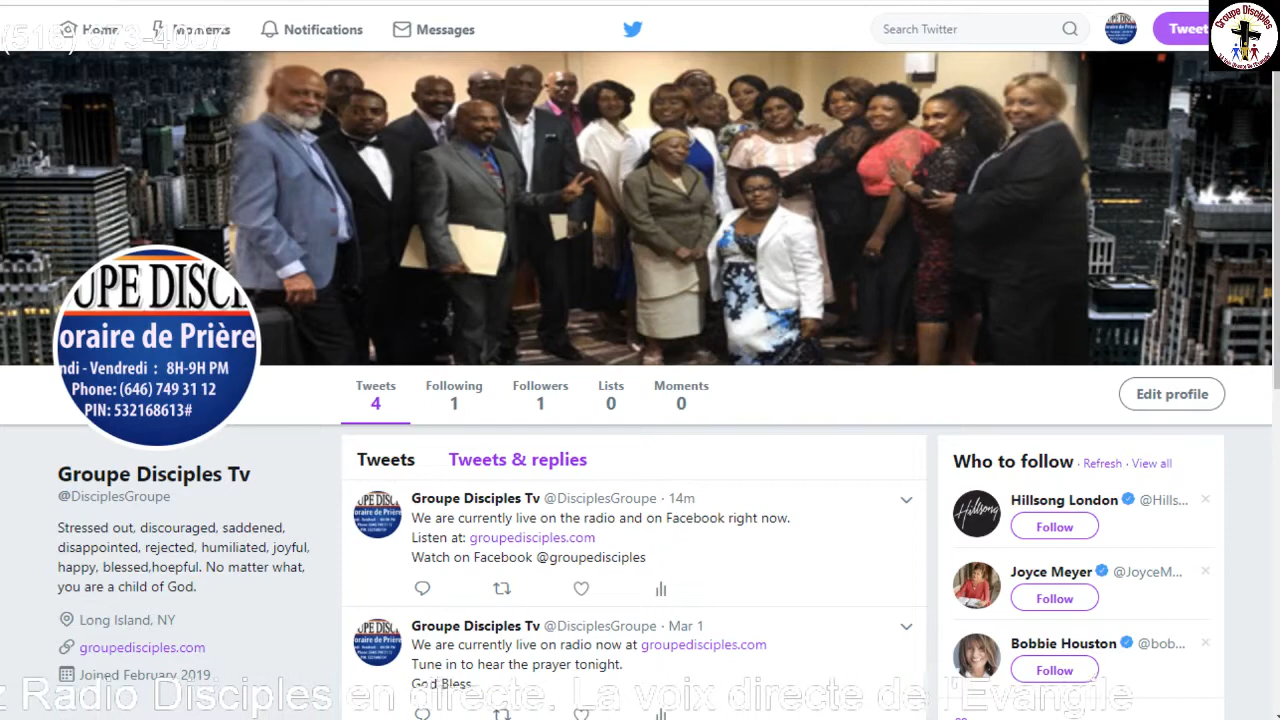 Home
Moments
Notifications
Messages
Search Twitter
Tweet
Groupe Disciples
UPE DISCI
oraire de Prière
ndi - Vendredi : 8H-9H PM
Phone: (646) 749 31 12
PIN: 532168613#
Tweets Following Followers Lists Moments
4 1 1 0 0
Edit profile
Groupe Disciples Tv
@DisciplesGroupe
Stressed out, discouraged, saddened,
disappointed, rejected, humiliated, joyful,
happy, blessed,hoepful. No matter what,
you are a child of God.
Long Island, NY
groupedisciples.com
Joined February 2019
Tweets Tweets & replies
Groupe Disciples Tv @DisciplesGroupe · 14m
We are currently live on the radio and on Facebook right now.
Listen at: groupedisciples.com
Watch on Facebook @groupedisciples
Groupe Disciples Tv @DisciplesGroupe · Mar 1
We are currently live on radio now at groupedisciples.com
Tune in to hear the prayer tonight.
God Bless
Who to follow · Refresh · View all
Hillsong London @Hills...
Follow
Joyce Meyer @JoyceM...
Follow
Bobbie Houston @bob...
Follow
z Radio Disciples en directe. La voix directe de l'Evangile